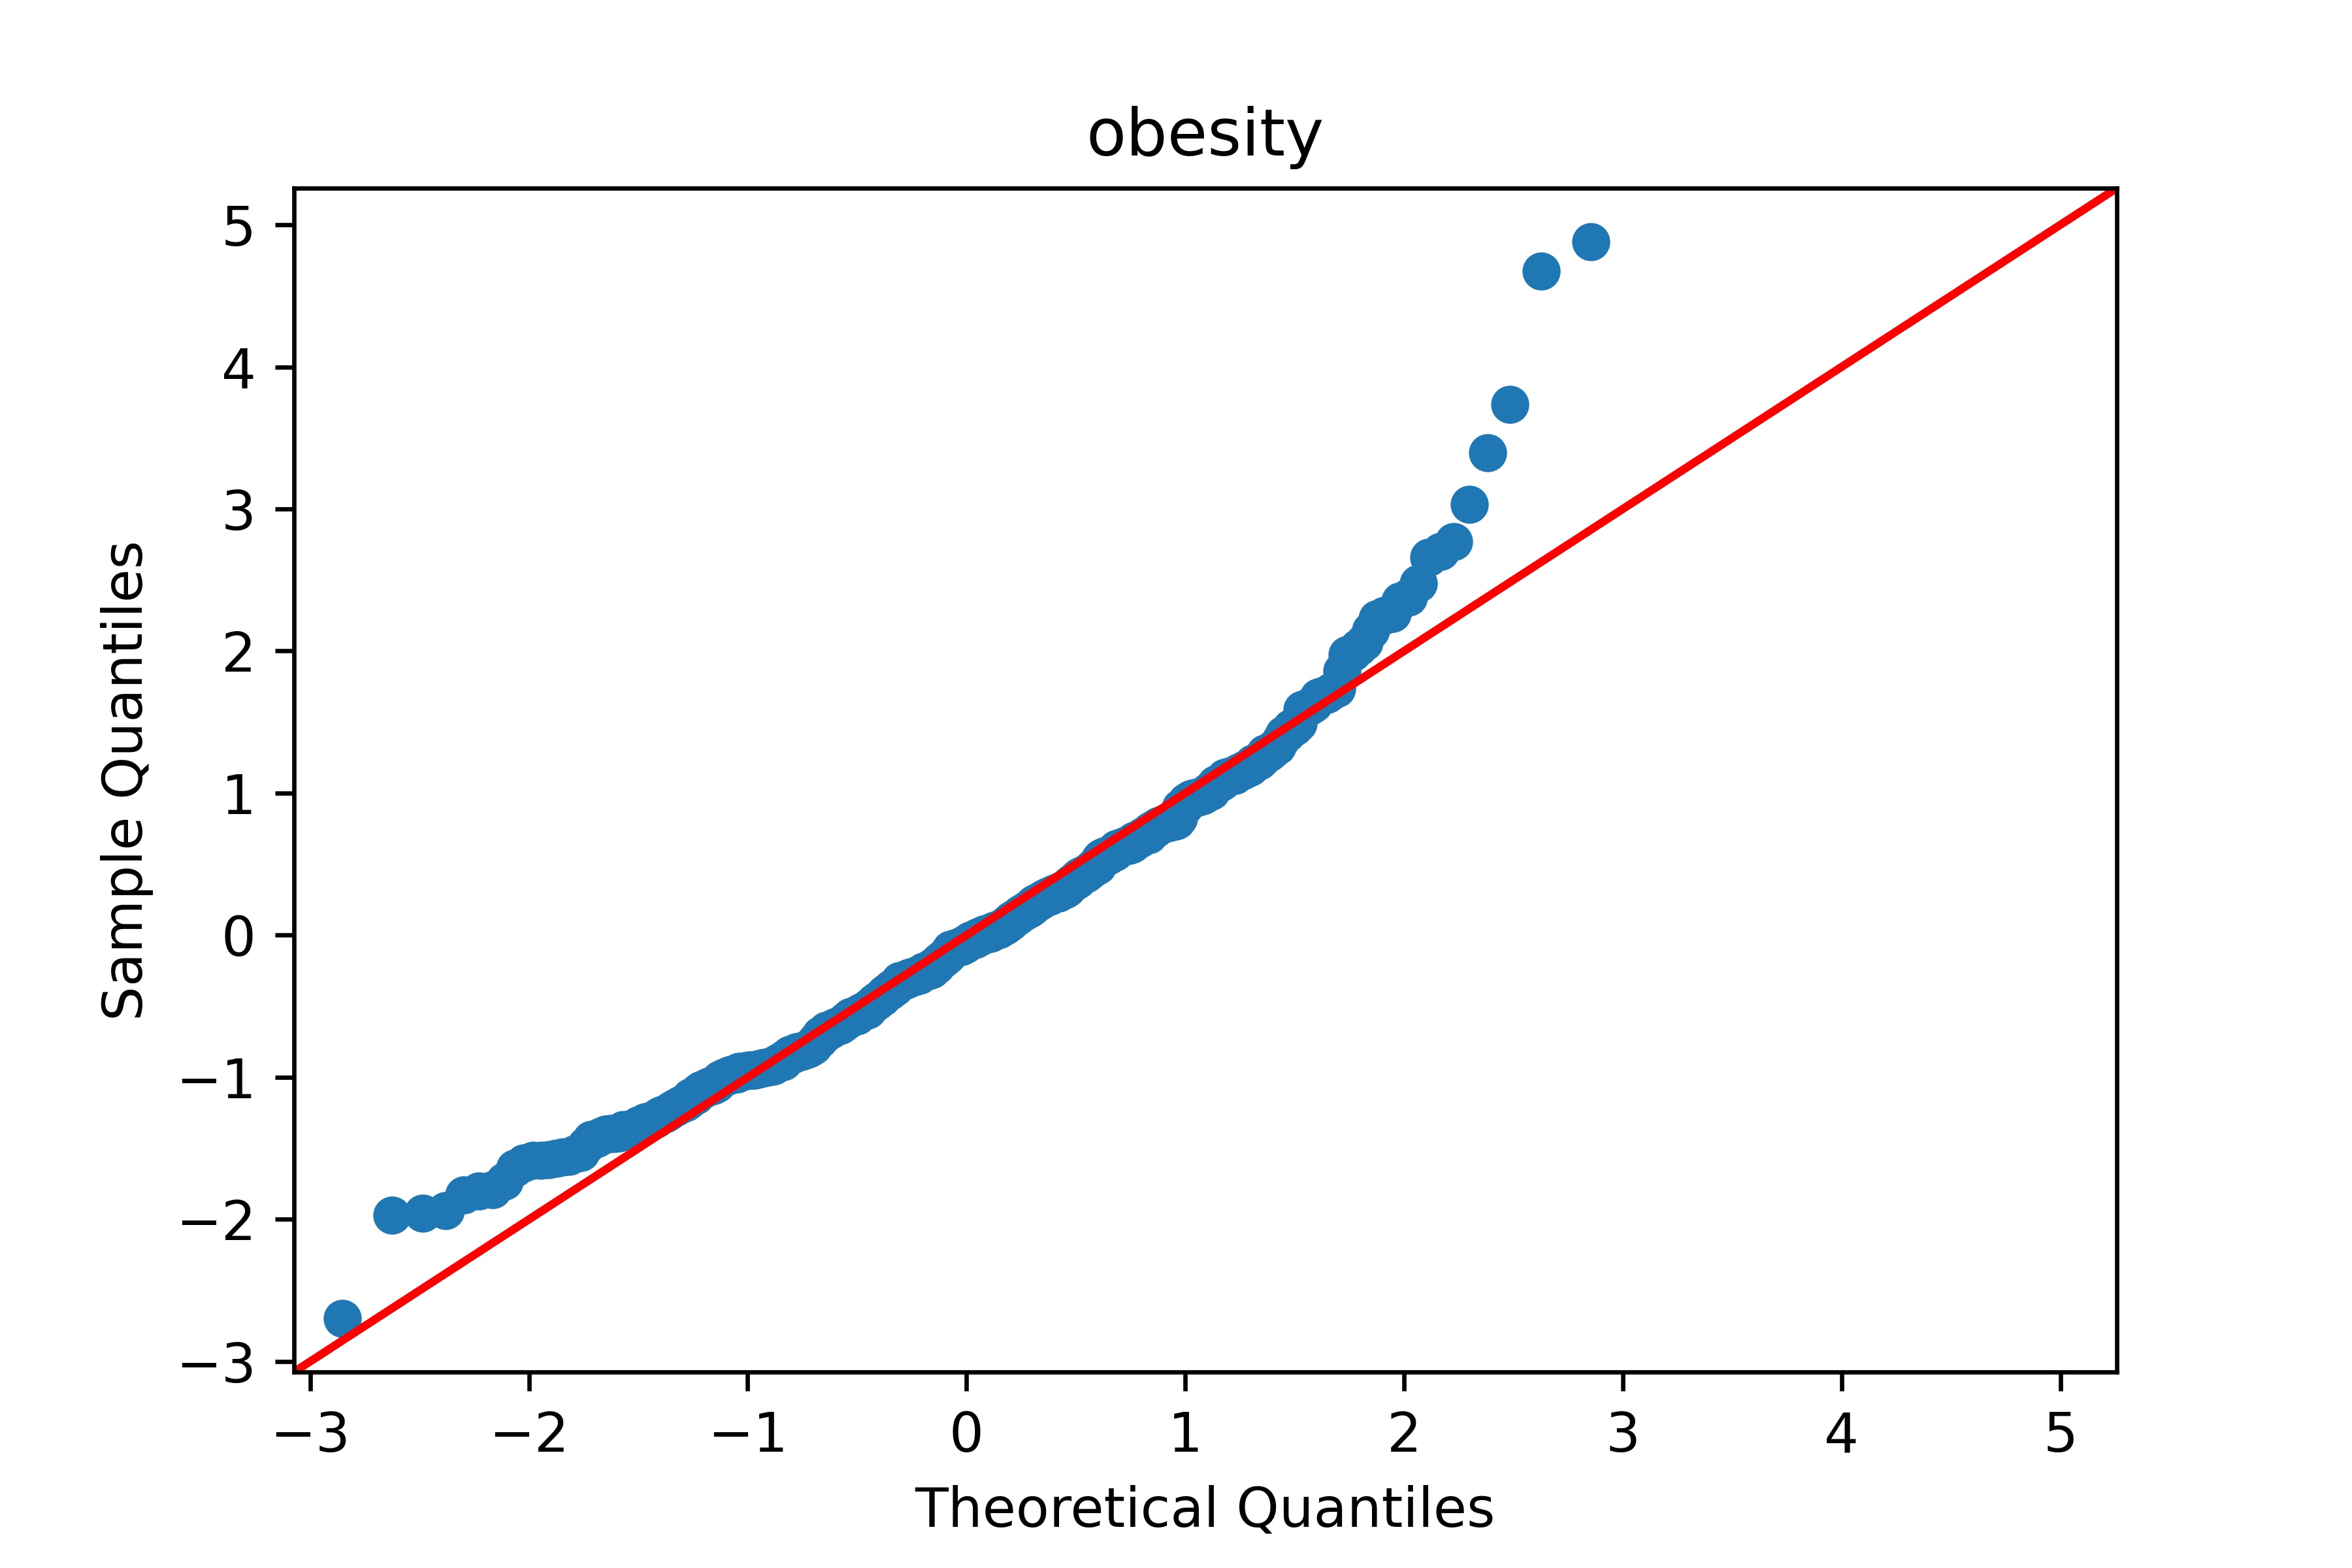 obesity
5
4
3
2
1
0
−1
−2
−3
Sample Quantiles
−3 −2 −1 0 1 2 3 4 5
Theoretical Quantiles